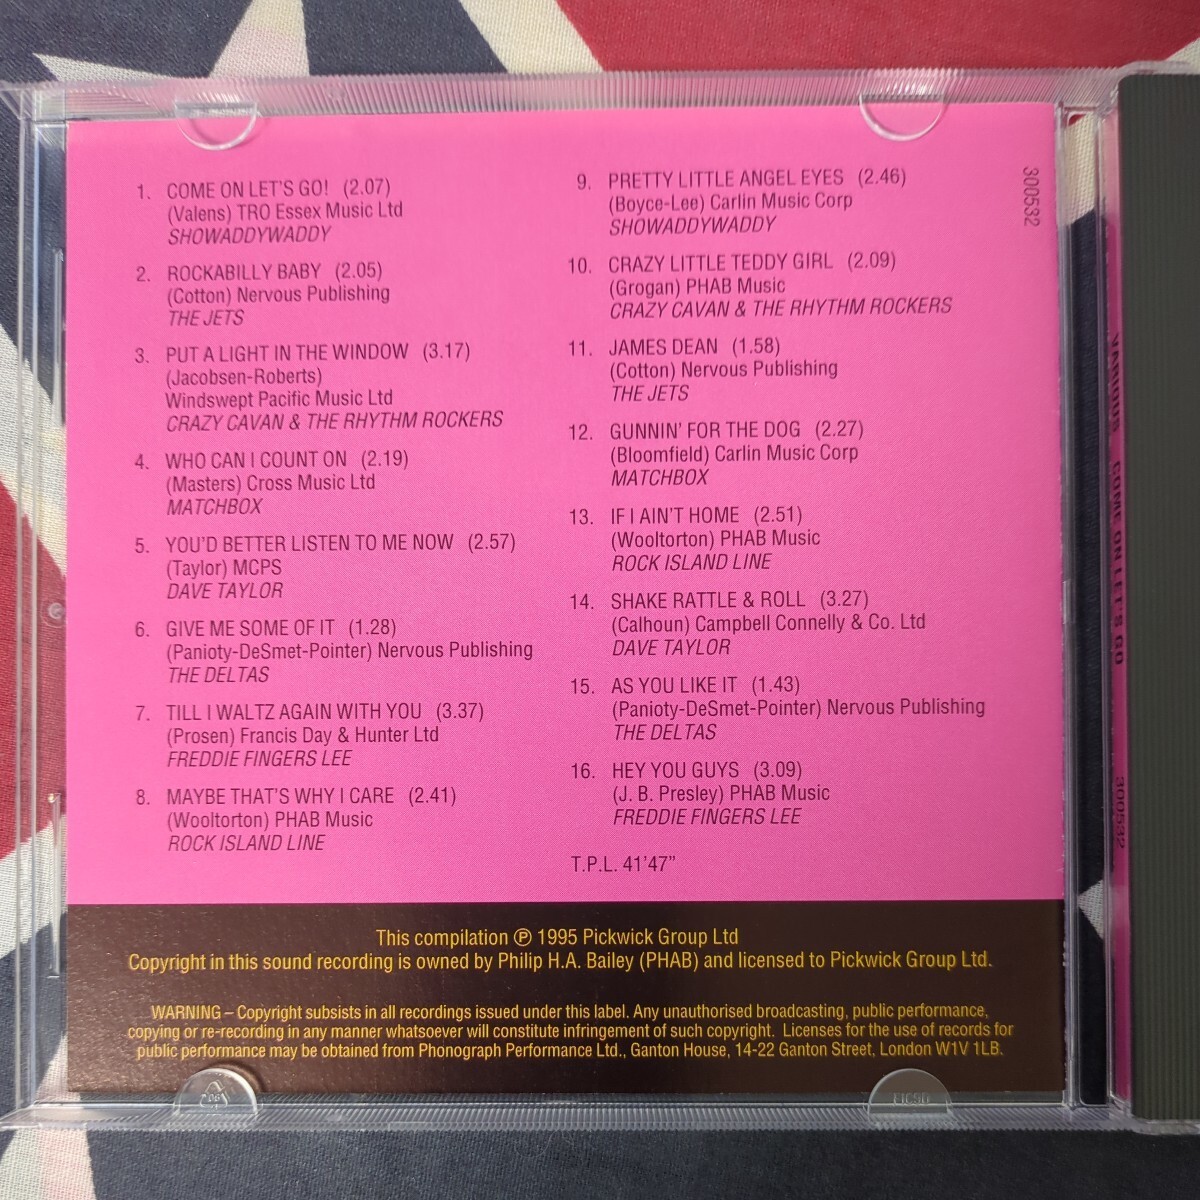 1. COME ON LET'S GO! (2.07)
(Valens) TRO Essex Music Ltd
SHOWADDYWADDY
2. ROCKABILLY BABY (2.05)
(Cotton) Nervous Publishing
THE JETS
3. PUT A LIGHT IN THE WINDOW (3.17)
(Jacobsen-Roberts)
Windswept Pacific Music Ltd
CRAZY CAVAN & THE RHYTHM ROCKERS
4. WHO CAN I COUNT ON (2.19)
(Masters) Cross Music Ltd
MATCHBOX
5. YOU'D BETTER LISTEN TO ME NOW (2.57)
(Taylor) MCPS
DAVE TAYLOR
6. GIVE ME SOME OF IT (1.28)
(Panioty-DeSmet-Pointer) Nervous Publishing
THE DELTAS
7. TILL I WALTZ AGAIN WITH YOU (3.37)
(Prosen) Francis Day & Hunter Ltd
FREDDIE FINGERS LEE
8. MAYBE THAT'S WHY I CARE (2.41)
(Wooltorton) PHAB Music
ROCK ISLAND LINE
9. PRETTY LITTLE ANGEL EYES (2.46)
(Boyce-Lee) Carlin Music Corp
SHOWADDYWADDY
10. CRAZY LITTLE TEDDY GIRL (2.09)
(Grogan) PHAB Music
CRAZY CAVAN & THE RHYTHM ROCKERS
11. JAMES DEAN (1.58)
(Cotton) Nervous Publishing
THE JETS
12. GUNNIN' FOR THE DOG (2.27)
(Bloomfield) Carlin Music Corp
MATCHBOX
13. IF I AIN'T HOME (2.51)
(Wooltorton) PHAB Music
ROCK ISLAND LINE
14. SHAKE RATTLE & ROLL (3.27)
(Calhoun) Campbell Connelly & Co. Ltd
DAVE TAYLOR
15. AS YOU LIKE IT (1.43)
(Panioty-DeSmet-Pointer) Nervous Publishing
THE DELTAS
16. HEY YOU GUYS (3.09)
(J. B. Presley) PHAB Music
FREDDIE FINGERS LEE
T.P.L. 41'47"
300532
This compilation ℗ 1995 Pickwick Group Ltd
Copyright in this sound recording is owned by Philip H.A. Bailey (PHAB) and licensed to Pickwick Group Ltd.
WARNING – Copyright subsists in all recordings issued under this label. Any unauthorised broadcasting, public performance,
copying or re-recording in any manner whatsoever will constitute infringement of such copyright. Licenses for the use of records for
public performance may be obtained from Phonograph Performance Ltd., Ganton House, 14-22 Ganton Street, London W1V 1LB.
VARIOUS COME ON LET'S GO 300532